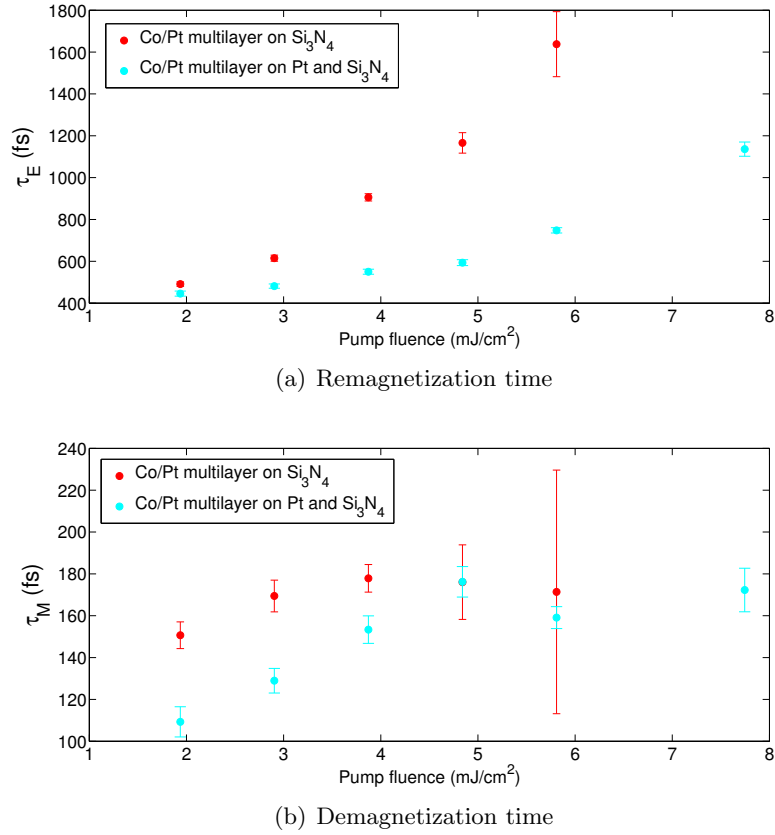 1800
1600
1400
1200
1000
800
600
400
τ_E (fs)
Co/Pt multilayer on Si₃N₄
Co/Pt multilayer on Pt and Si₃N₄
1 2 3 4 5 6 7 8
Pump fluence (mJ/cm²)
(a) Remagnetization time
240
220
200
180
160
140
120
100
τ_M (fs)
Co/Pt multilayer on Si₃N₄
Co/Pt multilayer on Pt and Si₃N₄
1 2 3 4 5 6 7 8
Pump fluence (mJ/cm²)
(b) Demagnetization time